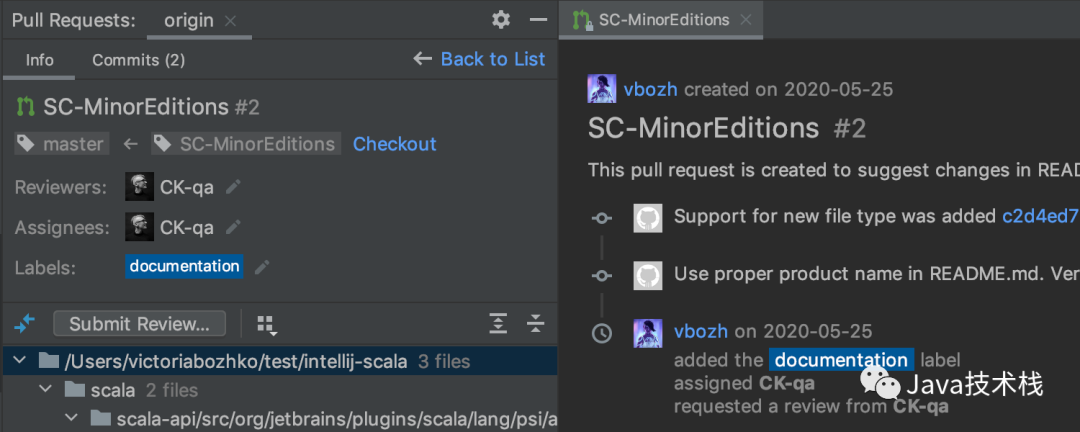 Pull Requests: origin
Info Commits (2) Back to List
SC-MinorEditions #2
master SC-MinorEditions Checkout
Reviewers: CK-qa
Assignees: CK-qa
Labels: documentation
Submit Review...
/Users/victoriabozhko/test/intellij-scala 3 files
scala 2 files
scala-api/src/org/jetbrains/plugins/scala/lang/psi/a
SC-MinorEditions
vbozh created on 2020-05-25
SC-MinorEditions #2
This pull request is created to suggest changes in READ
Support for new file type was added c2d4ed7
Use proper product name in README.md. Ver
vbozh on 2020-05-25
added the documentation label
assigned CK-qa
requested a review from CK-qa
Java技术栈